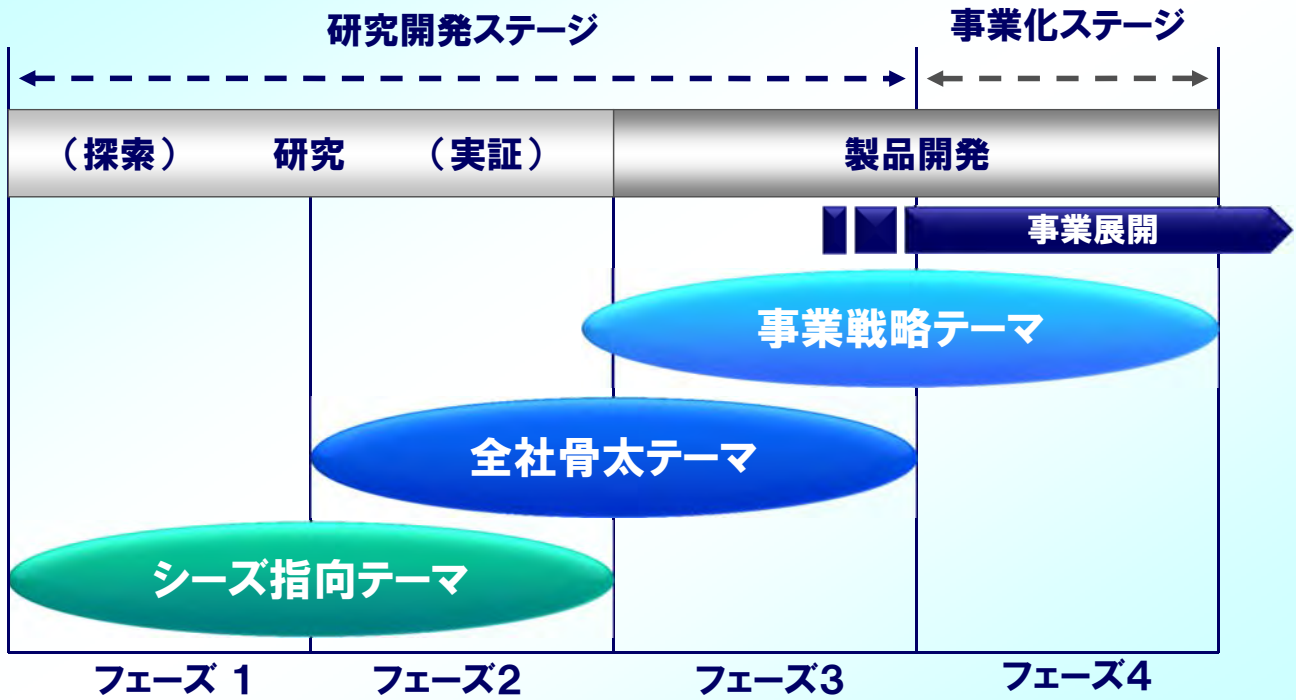 研究開発ステージ
事業化ステージ
（探索） 研究 （実証）
製品開発
事業展開
事業戦略テーマ
全社骨太テーマ
シーズ指向テーマ
フェーズ 1
フェーズ2
フェーズ3
フェーズ4